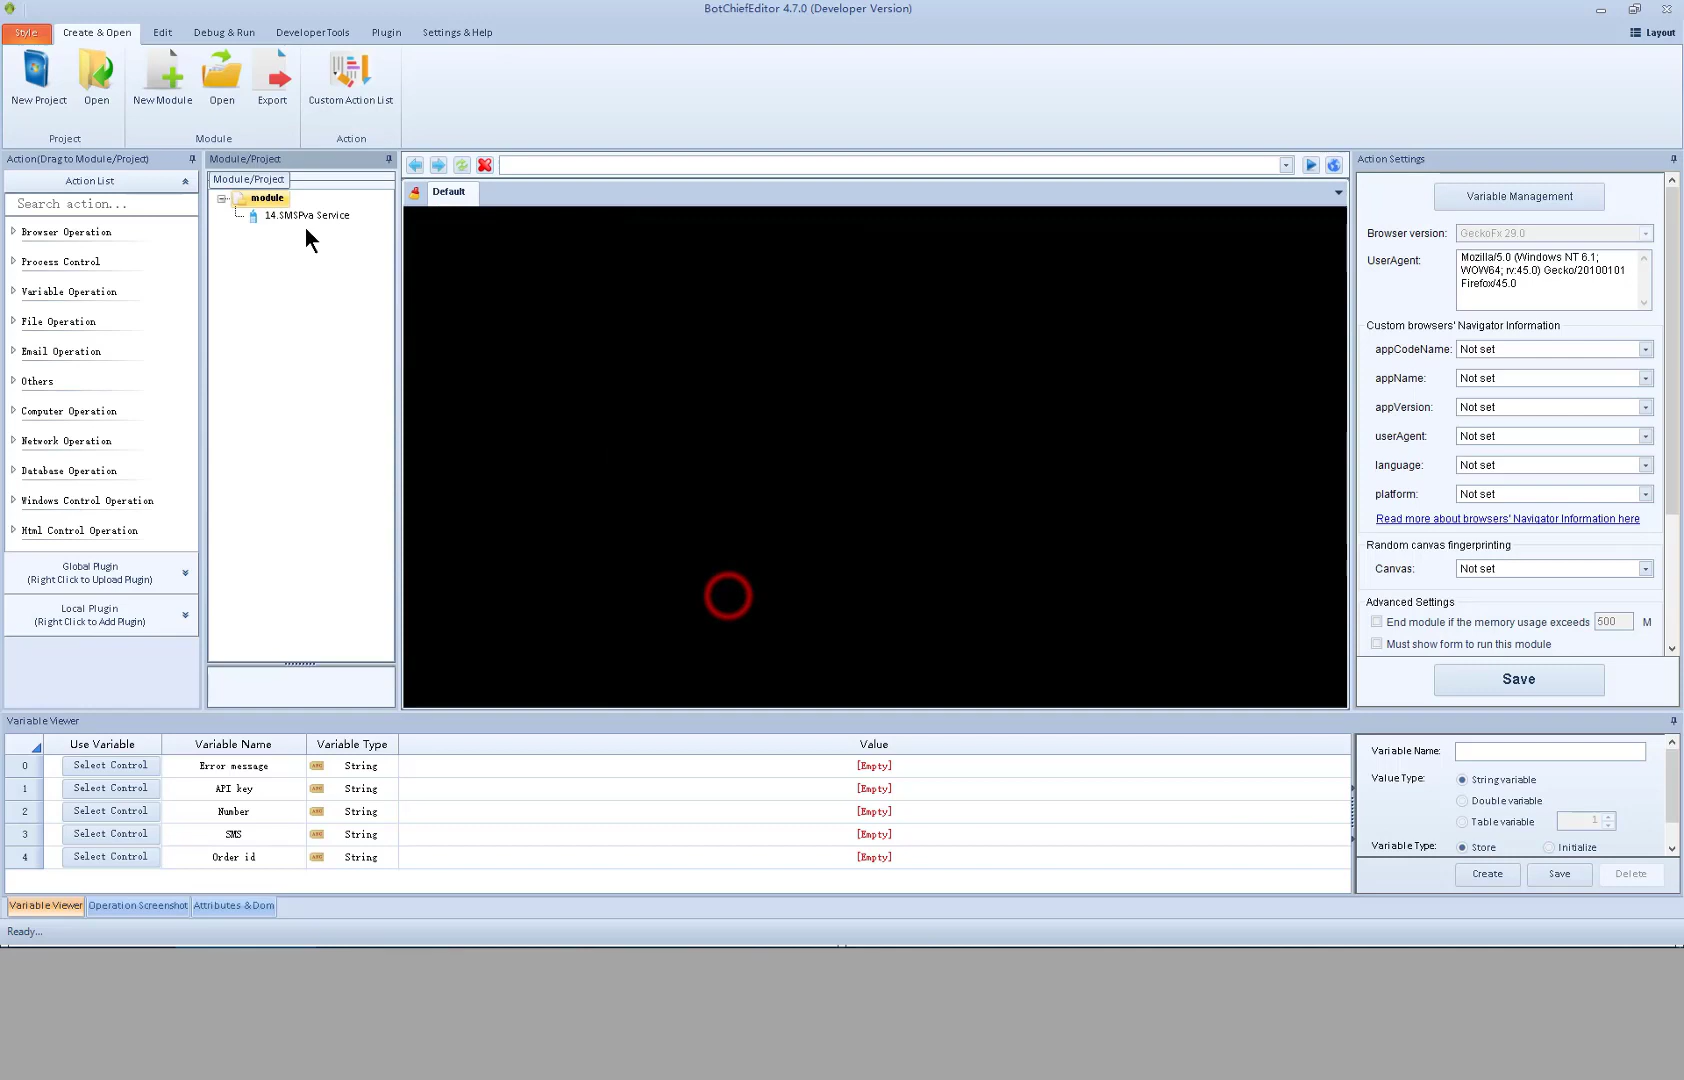 BotChiefEditor 4.7.0 (Developer Version)
Style
Create & Open
Edit
Debug & Run
DeveloperTools
Plugin
Settings & Help
Layout
New Project
Open
New Module
Open
Export
Custom Action List
Project
Module
Action
Action(Drag to Module/Project)
Action List
Search action...
Browser Operation
Process Control
Variable Operation
File Operation
Email Operation
Others
Computer Operation
Network Operation
Database Operation
Windows Control Operation
Html Control Operation
Global Plugin
(Right Click to Upload Plugin)
Local Plugin
(Right Click to Add Plugin)
Module/Project
Module/Project
module
14.SMSPva Service
Default
Action Settings
Variable Management
Browser version: GeckoFx 29.0
UserAgent: Mozilla/5.0 (Windows NT 6.1;
WOW64; rv:45.0) Gecko/20100101
Firefox/45.0
Custom browsers' Navigator Information
appCodeName: Not set
appName: Not set
appVersion: Not set
userAgent: Not set
language: Not set
platform: Not set
Read more about browsers' Navigator Information here
Random canvas fingerprinting
Canvas: Not set
Advanced Settings
End module if the memory usage exceeds 500 M
Must show form to run this module
Save
Variable Viewer
Use Variable Variable Name Variable Type Value
0 Select Control Error message ABC String [Empty]
1 Select Control API key ABC String [Empty]
2 Select Control Number ABC String [Empty]
3 Select Control SMS ABC String [Empty]
4 Select Control Order id ABC String [Empty]
Variable Name:
Value Type: String variable
Double variable
Table variable 1
Variable Type: Store Initialize
Create Save Delete
Variable Viewer Operation Screenshot Attributes & Dom
Ready...